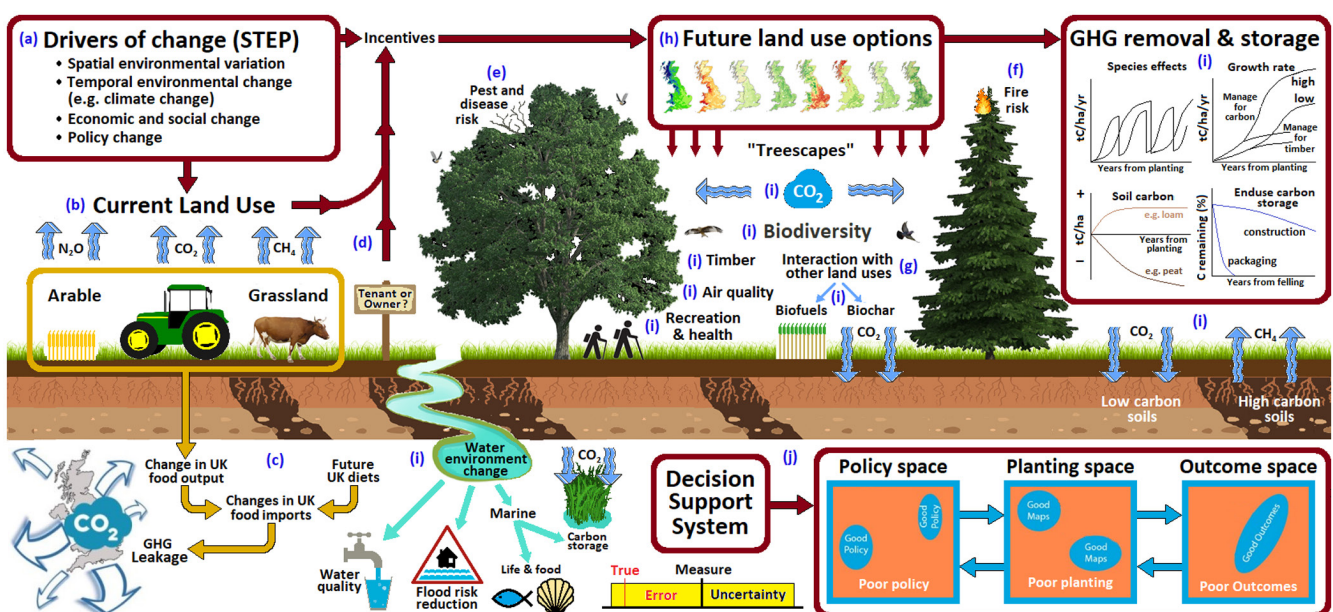 (a) Drivers of change (STEP)
• Spatial environmental variation
• Temporal environmental change
(e.g. climate change)
• Economic and social change
• Policy change
Incentives
(h) Future land use options
GHG removal & storage
Species effects
(i)
Growth rate
high
low
Manage
for
carbon
Manage
for
timber
tC/ha/yr
Years from planting
tC/ha/yr
Years from planting
+
Soil carbon
e.g. loam
Years from
planting
tC/ha
–
e.g. peat
Enduse carbon
storage
construction
packaging
C remaining (%)
Years from felling
(b) Current Land Use
N2O
CO2
CH4
(d)
Arable
Grassland
Tenant or
Owner ?
(e)
Pest and
disease
risk
(f)
Fire
risk
"Treescapes"
(i) CO2
(i) Biodiversity
(i) Timber
Interaction with
other land uses
(g)
(i) Air quality
(i)
Biofuels
Biochar
(i) Recreation
& health
CO2
CO2
(i)
CH4
Low carbon
soils
High carbon
soils
CO2
Change in UK
food output
(c)
Future
UK diets
Changes in UK
food imports
GHG
Leakage
(i)
Water
environment
change
CO2
Marine
Carbon
storage
Water
quality
Flood risk
reduction
Life & food
Decision
Support
System
(j)
Policy space
Planting space
Outcome space
Good
Policy
Good
Policy
Poor policy
Good
Maps
Good
Maps
Poor planting
Good Outcomes
Poor Outcomes
True
Measure
Error
Uncertainty